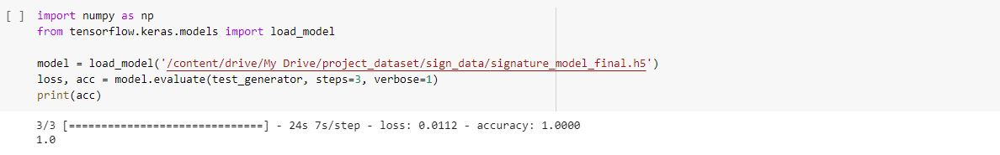 [ ] import numpy as np
from tensorflow.keras.models import load_model
model = load_model('/content/drive/My Drive/project_dataset/sign_data/signature_model_final.h5')
loss, acc = model.evaluate(test_generator, steps=3, verbose=1)
print(acc)
3/3 [==============================] - 24s 7s/step - loss: 0.0112 - accuracy: 1.0000
1.0